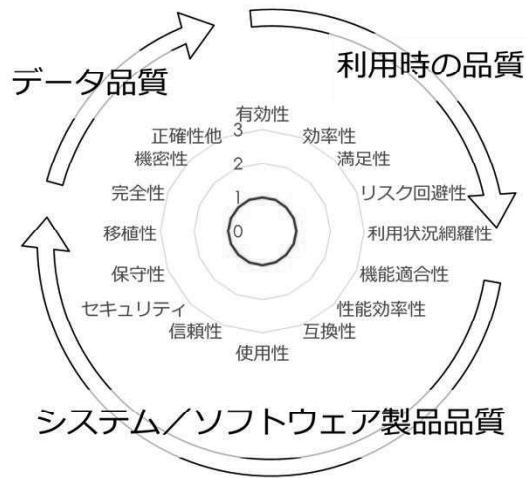 データ品質
利用時の品質
有効性
正確性他
3
効率性
機密性
2
満足性
完全性
1
リスク回避性
移植性
0
利用状況網羅性
保守性
機能適合性
セキュリティ
性能効率性
信頼性
互換性
使用性
システム／ソフトウェア製品品質